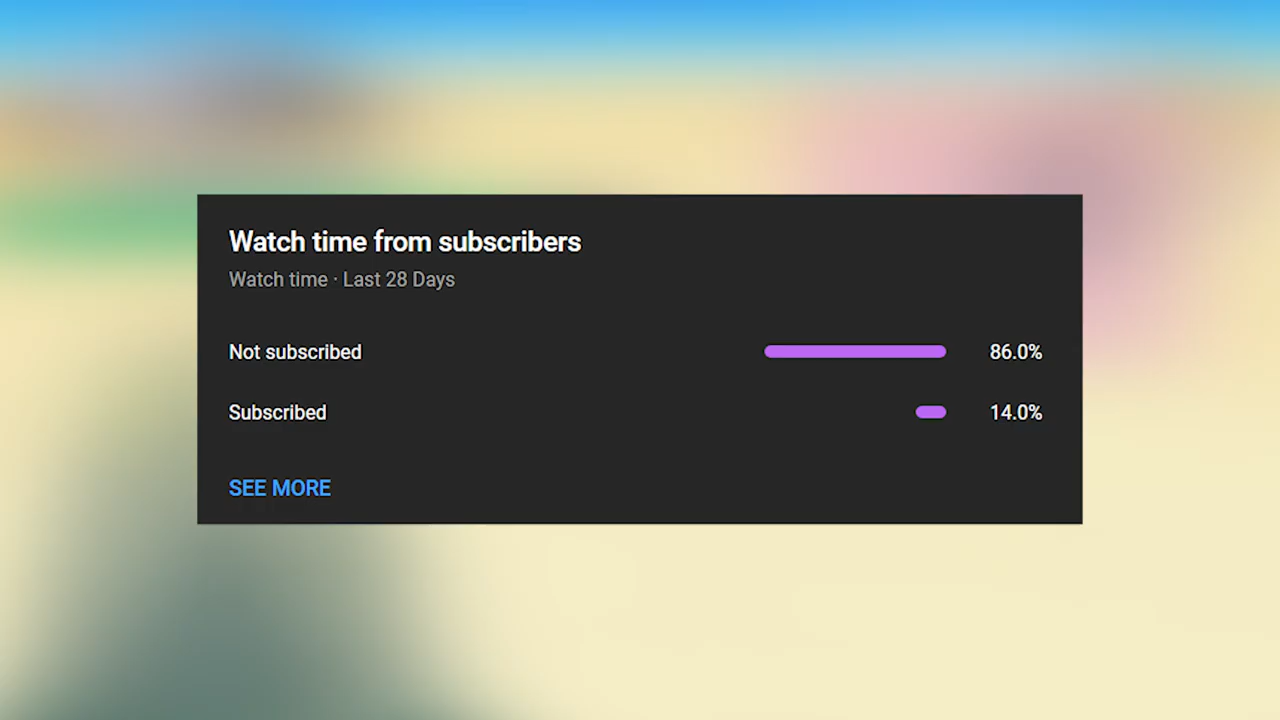 Watch time from subscribers
Watch time · Last 28 Days
Not subscribed 86.0%
Subscribed 14.0%
SEE MORE